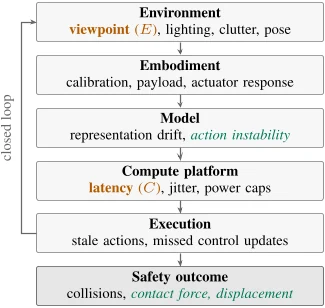 Environment
viewpoint (E), lighting, clutter, pose
Embodiment
calibration, payload, actuator response
Model
representation drift, action instability
Compute platform
latency (C), jitter, power caps
Execution
stale actions, missed control updates
Safety outcome
collisions, contact force, displacement
closed loop